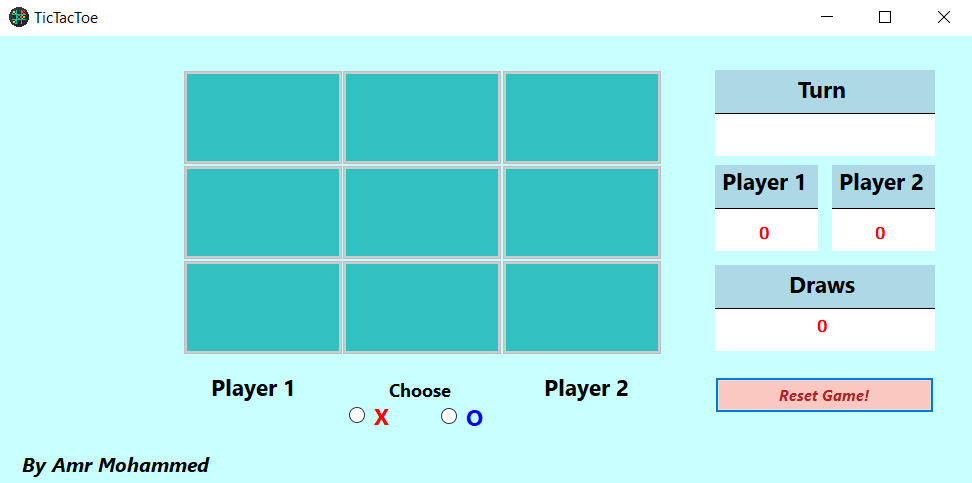 TicTacToe
Turn
Player 1 Player 2
0 0
Draws
0
Player 1 Choose Player 2
X O
Reset Game!
By Amr Mohammed